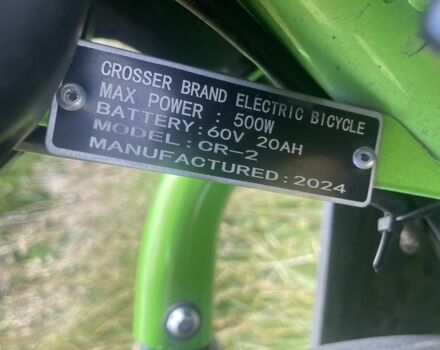 CROSSER BRAND ELECTRIC BICYCLE
MAX POWER : 500W
BATTERY:60V 20AH
MODEL:CR-2
MANUFACTURED:2024